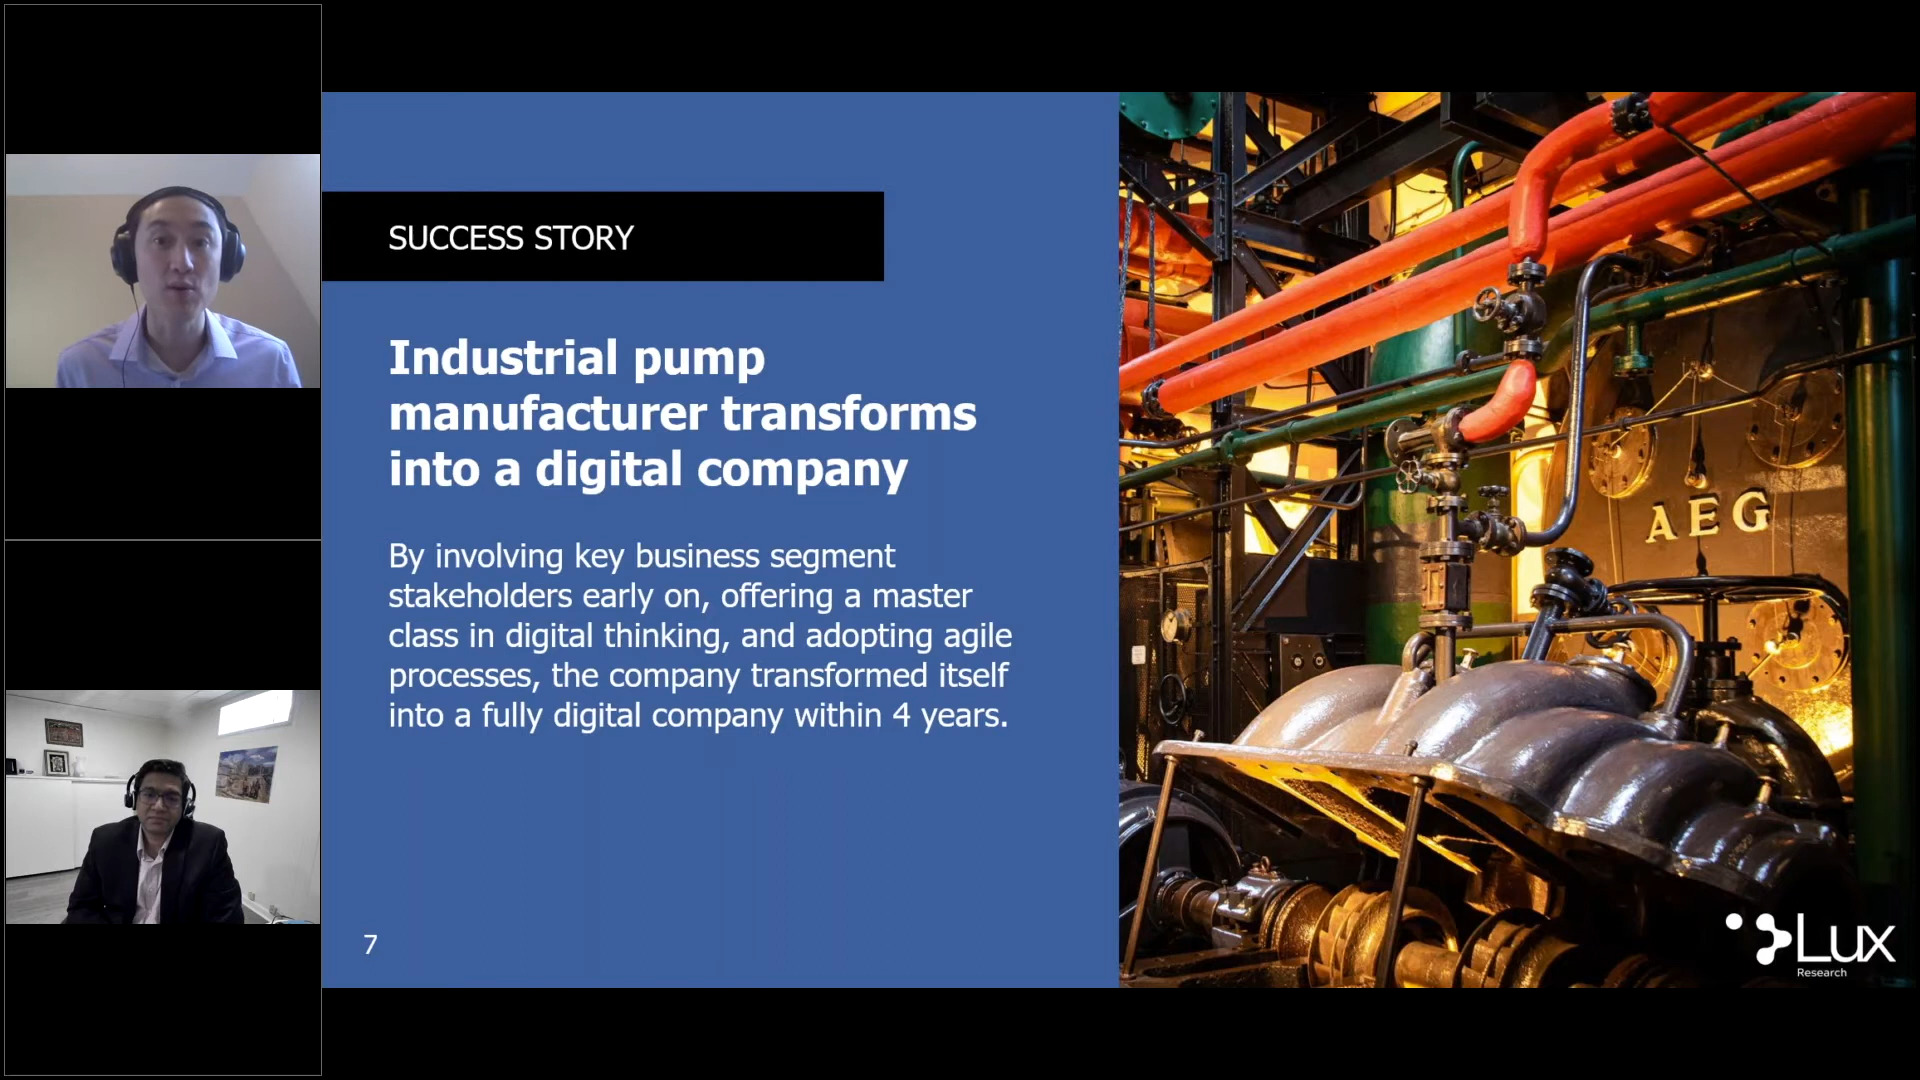 SUCCESS STORY
Industrial pump
manufacturer transforms
into a digital company
By involving key business segment
stakeholders early on, offering a master
class in digital thinking, and adopting agile
processes, the company transformed itself
into a fully digital company within 4 years.
7
AEG
Lux
Research